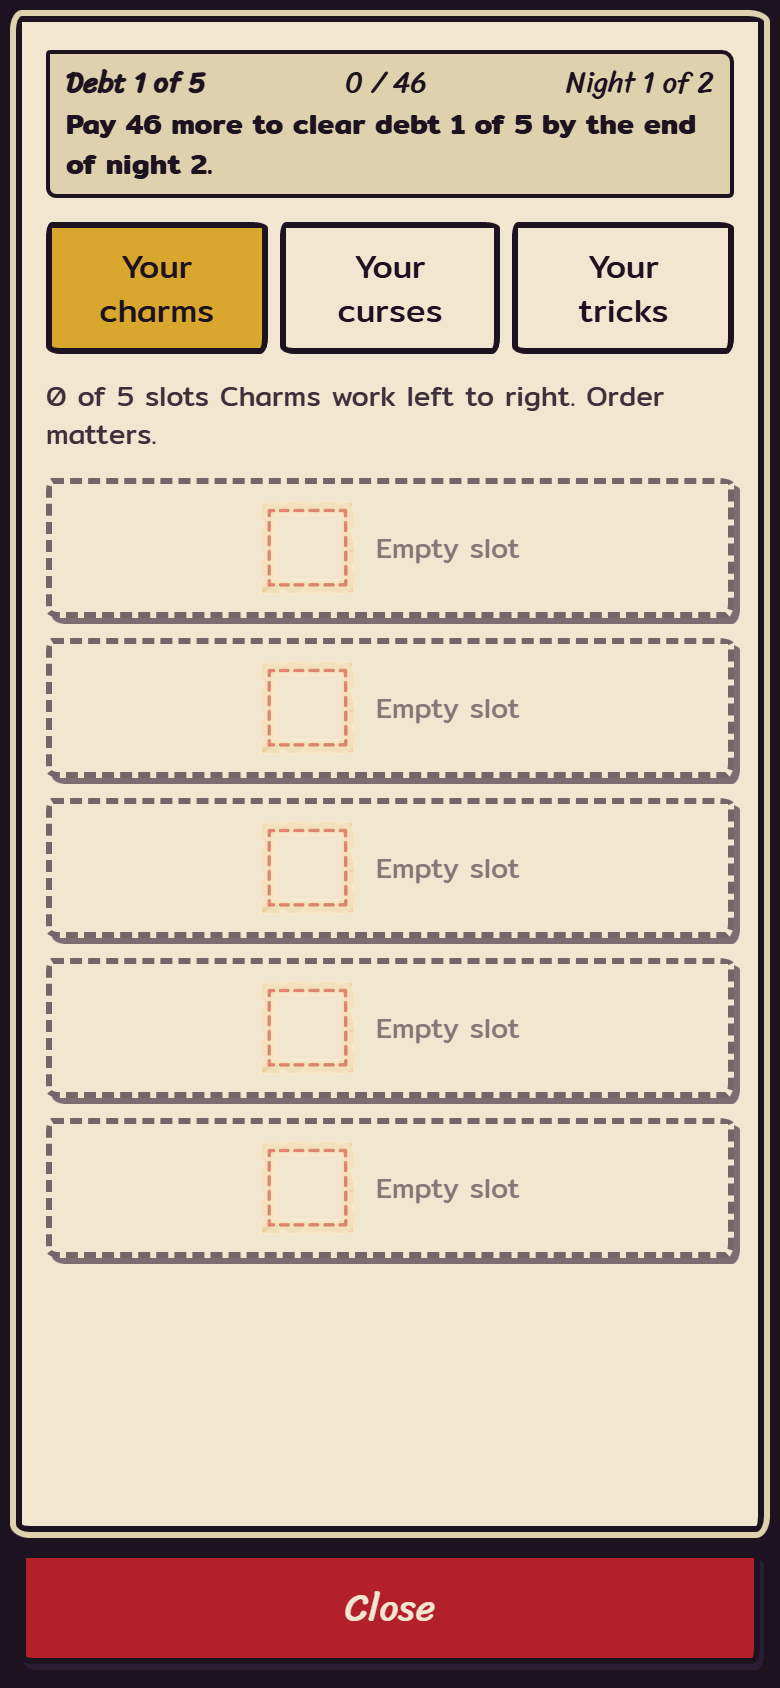 Debt 1 of 5 0 / 46 Night 1 of 2
Pay 46 more to clear debt 1 of 5 by the end
of night 2.
Your charms
Your curses
Your tricks
0 of 5 slots Charms work left to right. Order
matters.
Empty slot
Empty slot
Empty slot
Empty slot
Empty slot
Close